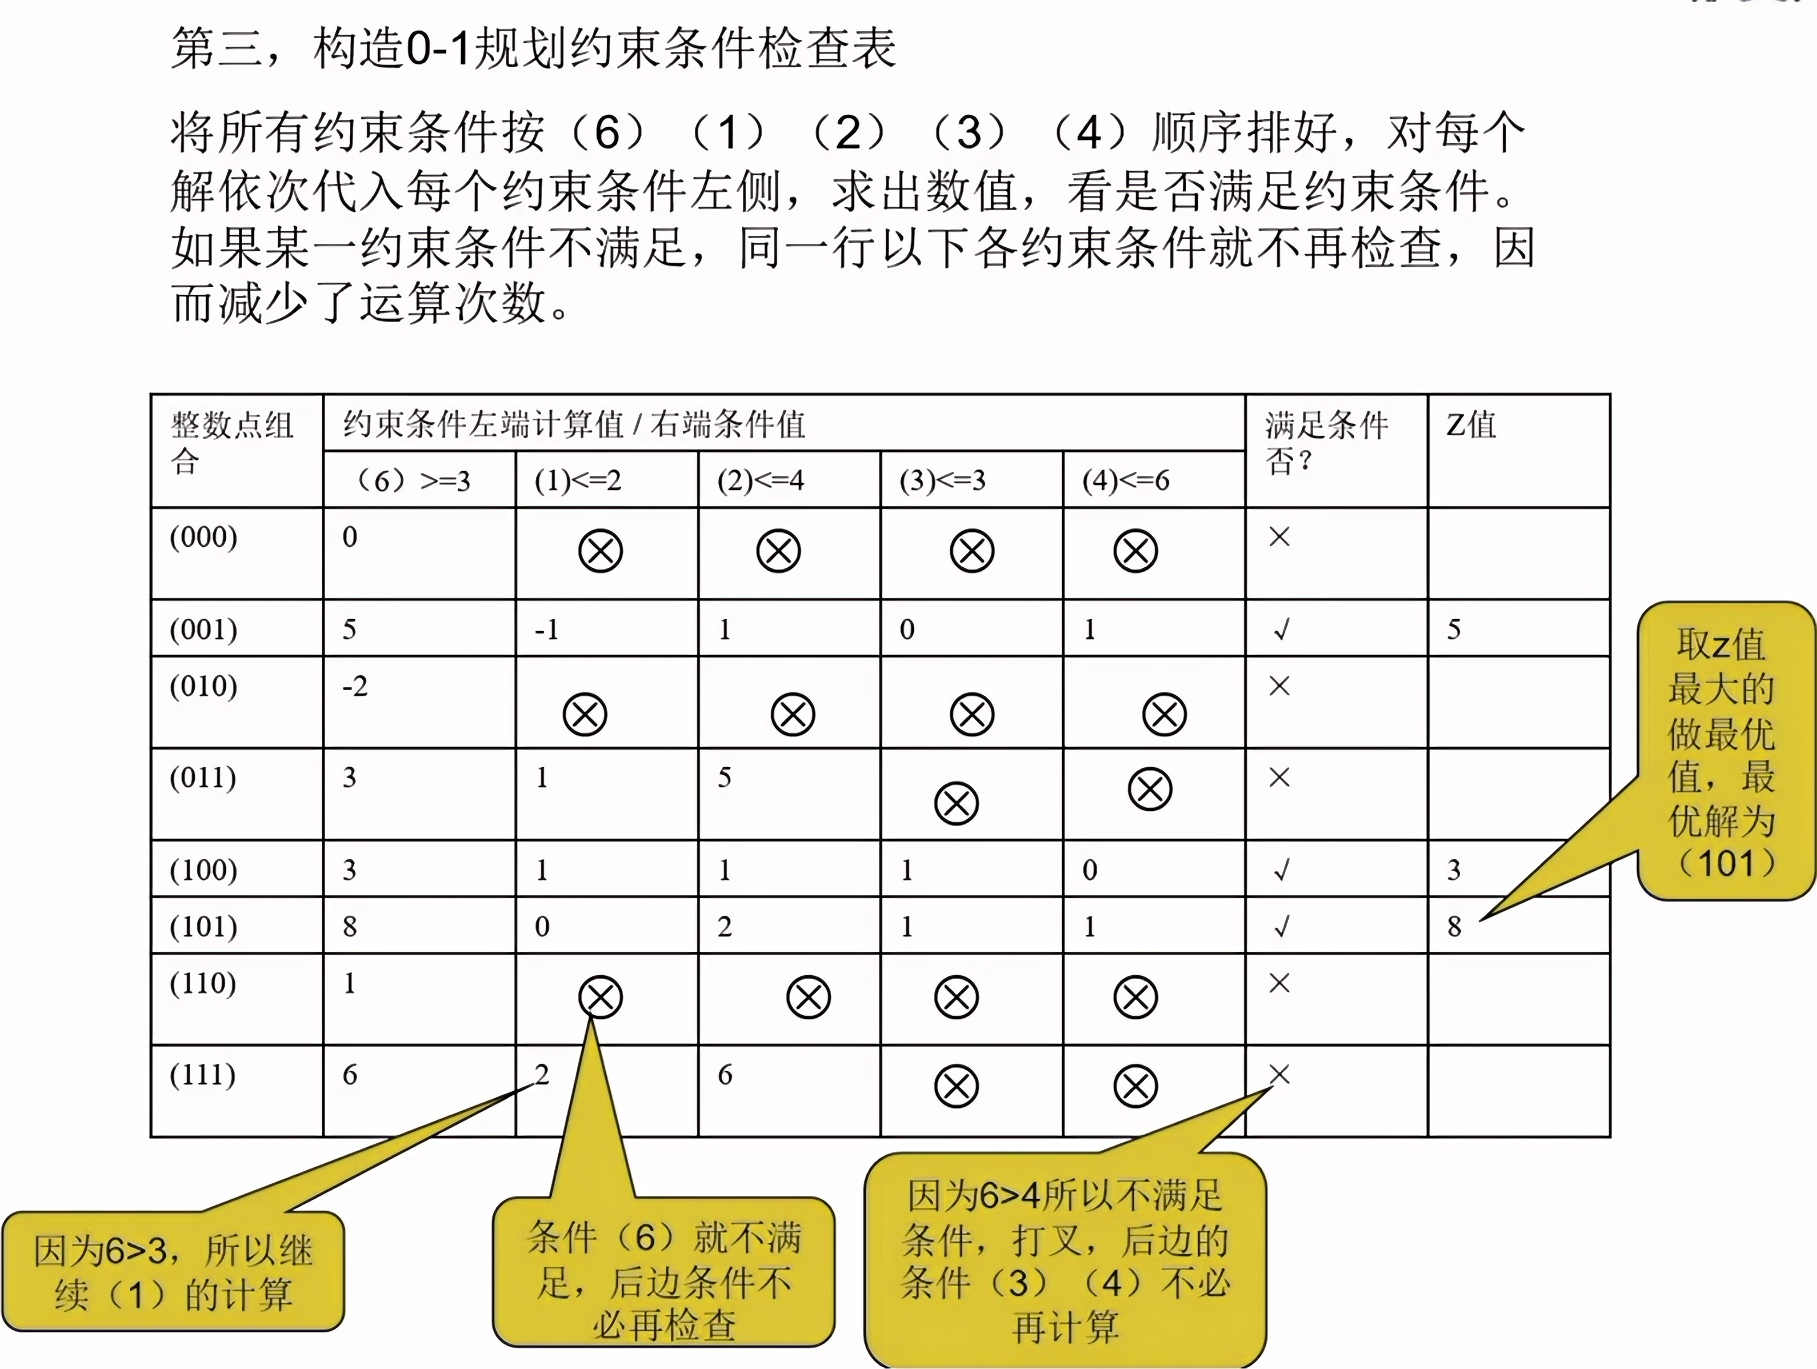 第三，构造0-1规划约束条件检查表
将所有约束条件按（6）（1）（2）（3）（4）顺序排好，对每个
解依次代入每个约束条件左侧，求出数值，看是否满足约束条件。
如果某一约束条件不满足，同一行以下各约束条件就不再检查，因
而减少了运算次数。
整数点组合 约束条件左端计算值 / 右端条件值 满足条件否？ Z值
（6）>=3 (1)<=2 (2)<=4 (3)<=3 (4)<=6
(000) 0 ⊗ ⊗ ⊗ ⊗ ×
(001) 5 -1 1 0 1 √ 5
(010) -2 ⊗ ⊗ ⊗ ⊗ ×
(011) 3 1 5 ⊗ ⊗ ×
(100) 3 1 1 1 0 √ 3
(101) 8 0 2 1 1 √ 8
(110) 1 ⊗ ⊗ ⊗ ⊗ ×
(111) 6 2 6 ⊗ ⊗ ×
取z值
最大的
做最优
值，最
优解为
（101）
因为6>3，所以继
续（1）的计算
条件（6）就不满
足，后边条件不
必再检查
因为6>4所以不满足
条件，打叉，后边的
条件（3）（4）不必
再计算